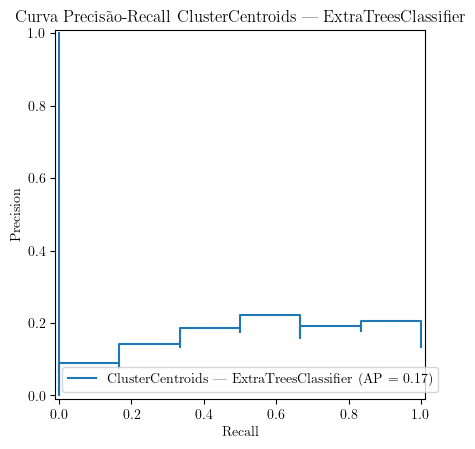 Curva Precisão-Recall ClusterCentroids — ExtraTreesClassifier
1.0
0.8
0.6
0.4
0.2
0.0
Precision
ClusterCentroids — ExtraTreesClassifier (AP = 0.17)
0.0 0.2 0.4 0.6 0.8 1.0
Recall